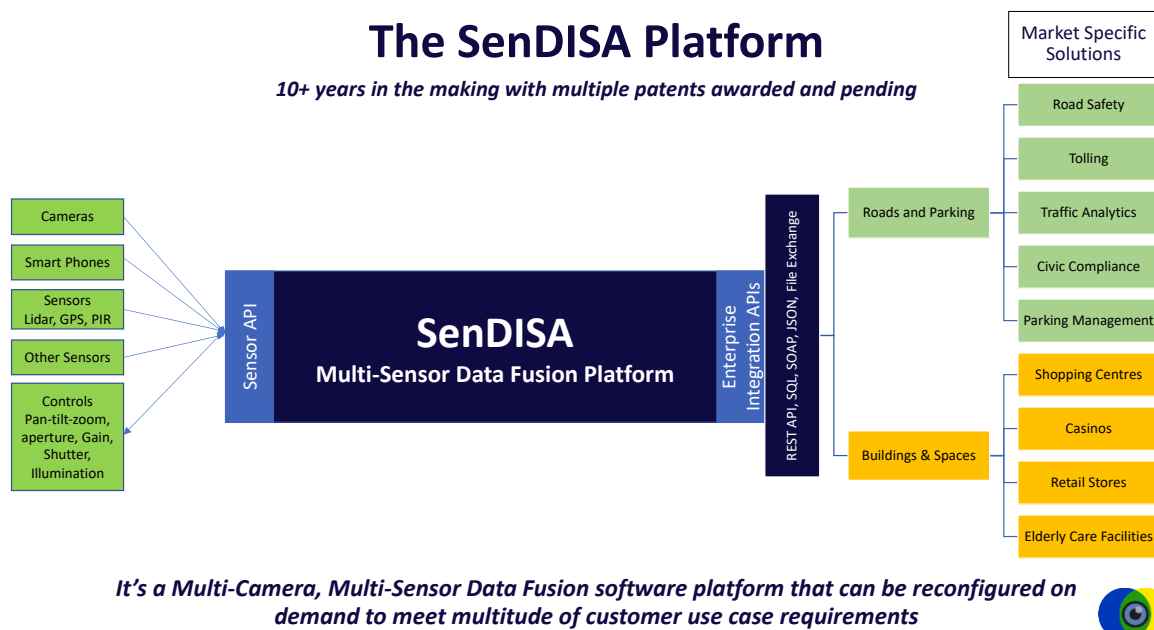 The SenDISA Platform
10+ years in the making with multiple patents awarded and pending
Market Specific
Solutions
Cameras
Smart Phones
Sensors
Lidar, GPS, PIR
Other Sensors
Controls
Pan-tilt-zoom,
aperture, Gain,
Shutter,
Illumination
Sensor API
SenDISA
Multi-Sensor Data Fusion Platform
Enterprise
Integration APIs
REST API, SQL, SOAP, JSON, File Exchange
Roads and Parking
Road Safety
Tolling
Traffic Analytics
Civic Compliance
Parking Management
Buildings & Spaces
Shopping Centres
Casinos
Retail Stores
Elderly Care Facilities
It's a Multi-Camera, Multi-Sensor Data Fusion software platform that can be reconfigured on
demand to meet multitude of customer use case requirements